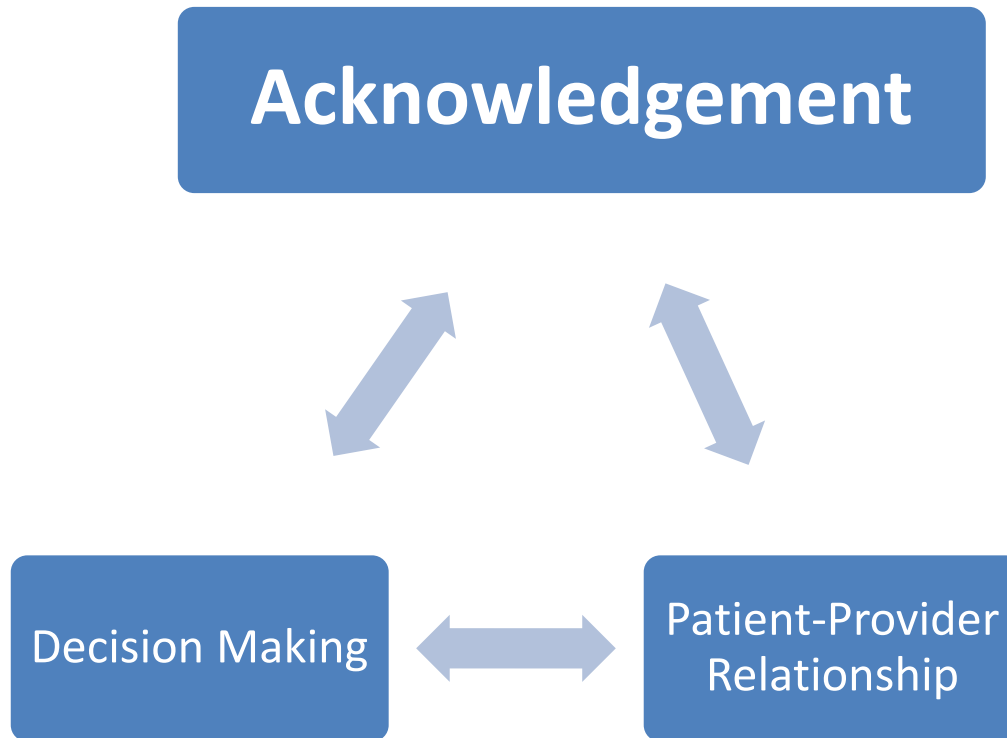 Acknowledgement
Decision Making
Patient-Provider
Relationship